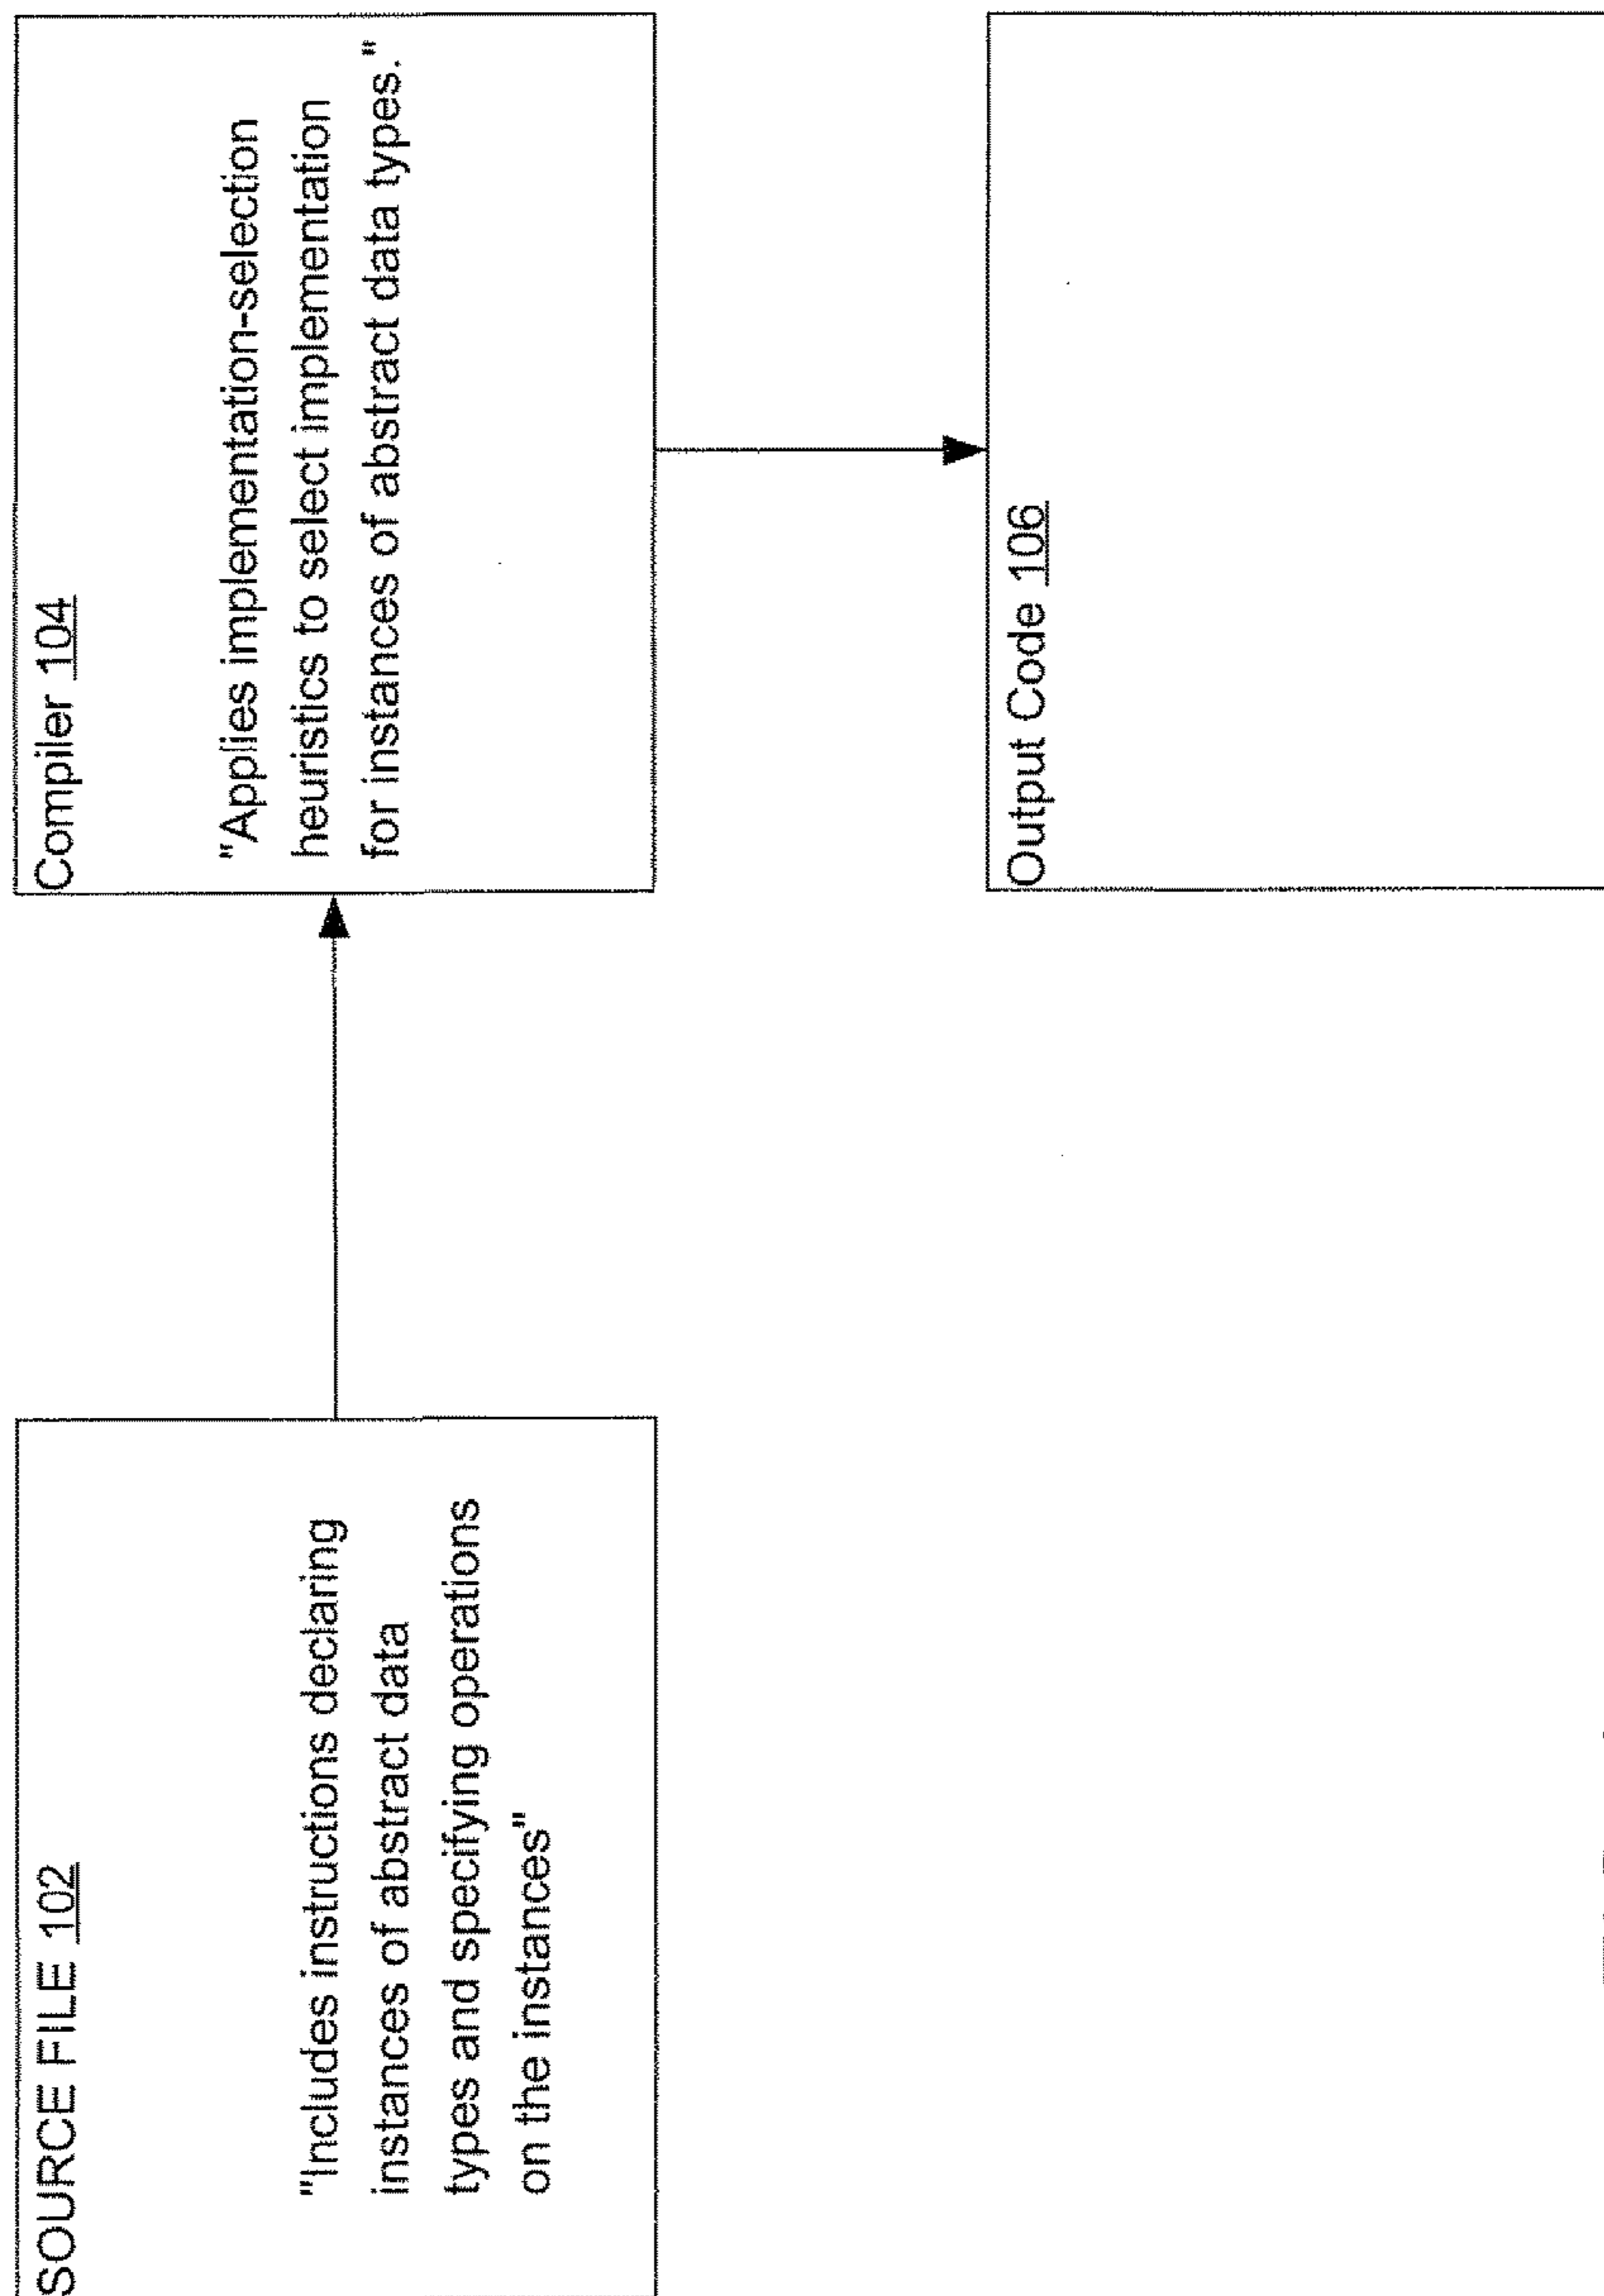 SOURCE FILE 102
"Includes instructions declaring
instances of abstract data
types and specifying operations
on the instances"
Compiler 104
"Applies implementation-selection
heuristics to select implementation
for instances of abstract data types."
Output Code 106